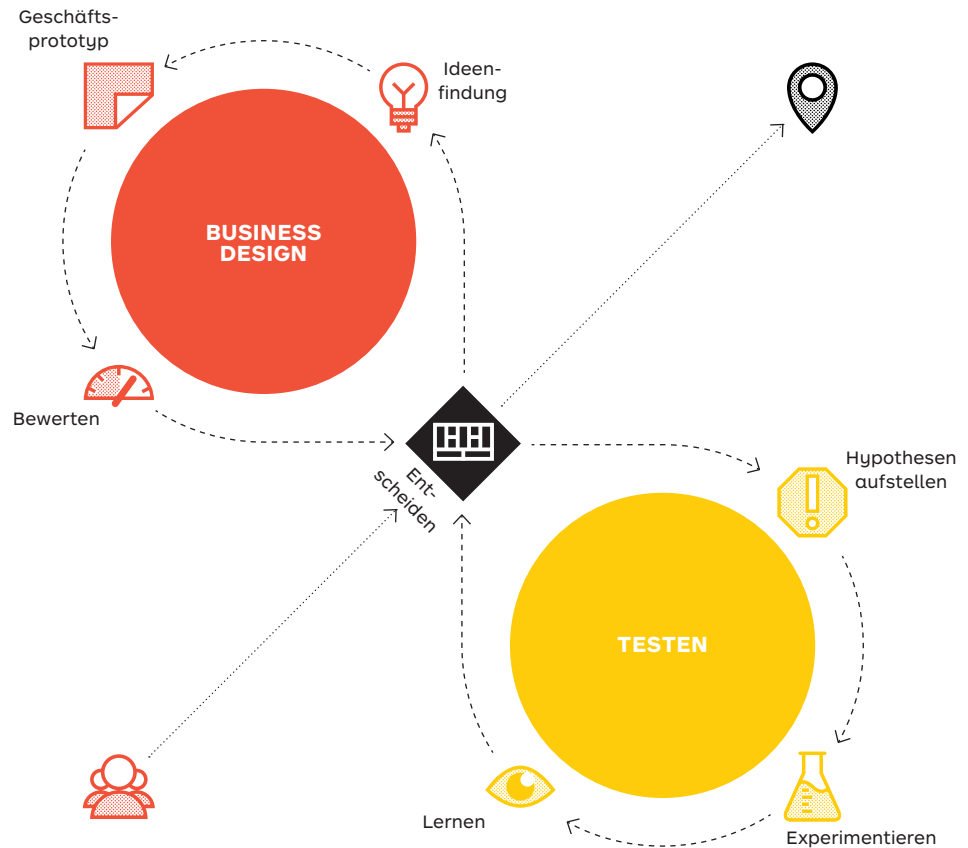 Geschäfts-
prototyp
Ideen-
findung
BUSINESS
DESIGN
Bewerten
Ent-
scheiden
Hypothesen
aufstellen
TESTEN
Lernen
Experimentieren